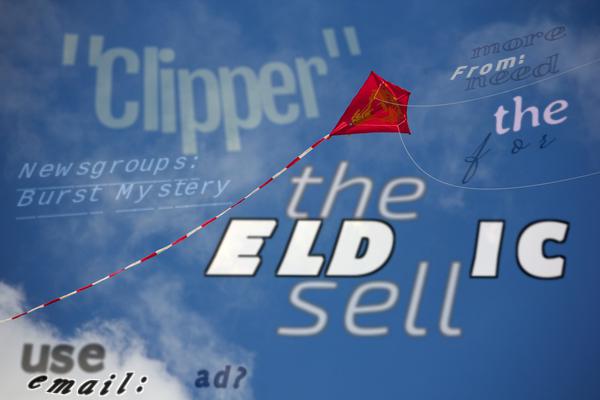 "Clipper"
more
From:
need
the
for
Newsgroups:
Burst Mystery
the
ELD IC
sell
use
email:
ad?